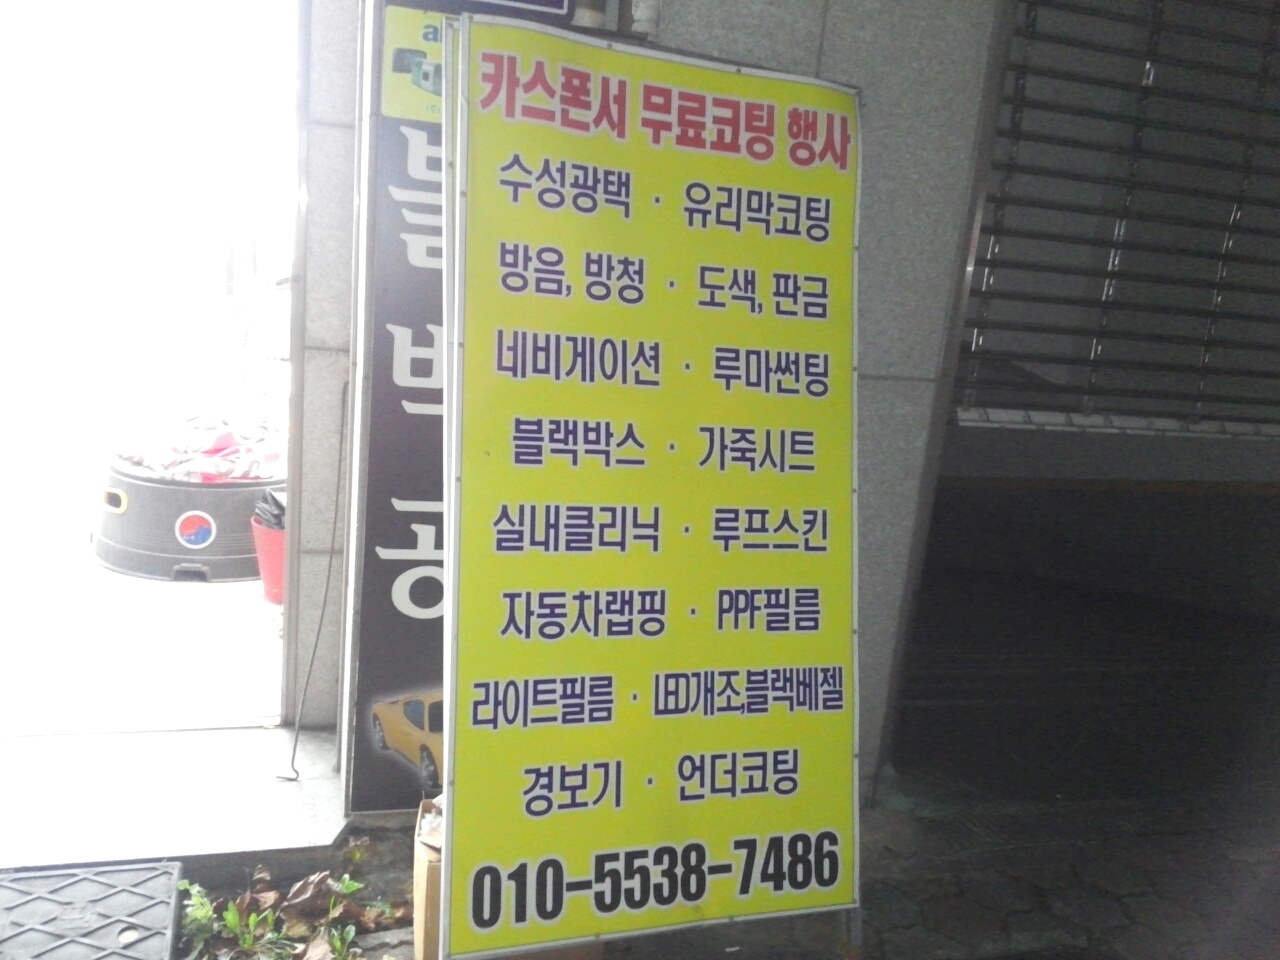 카스폰서 무료코팅 행사
수성광택 · 유리막코팅
방음, 방청 · 도색, 판금
네비게이션 · 루마썬팅
블랙박스 · 가죽시트
실내클리닉 · 루프스킨
자동차랩핑 · PPF필름
라이트필름 · LED개조,블랙베젤
경보기 · 언더코팅
010-5538-7486